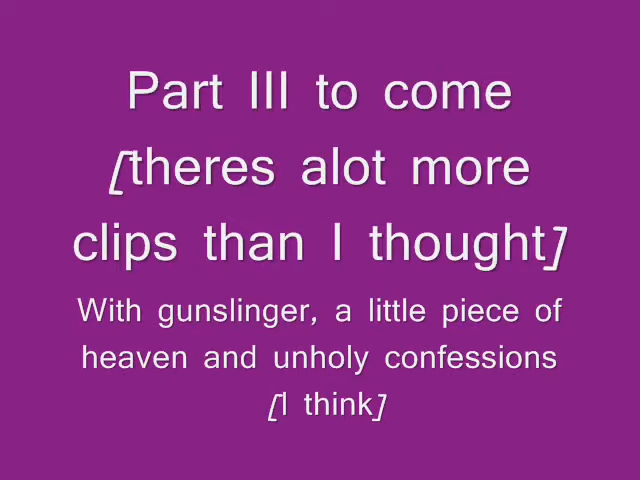 Part III to come
[theres alot more
clips than I thought]
With gunslinger, a little piece of
heaven and unholy confessions
[I think]